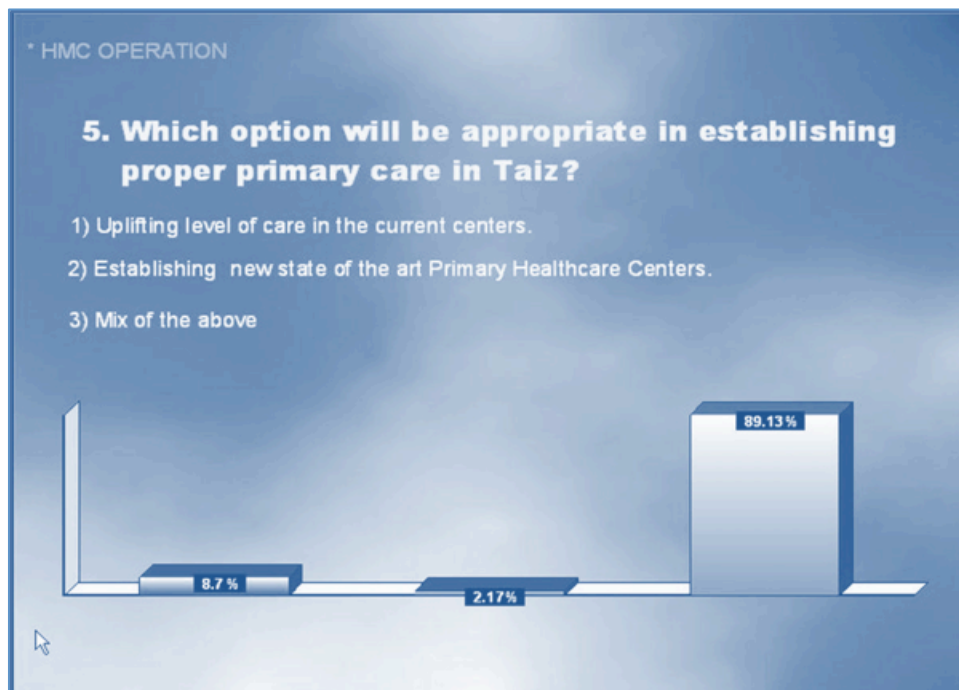 * HMC OPERATION
5. Which option will be appropriate in establishing
proper primary care in Taiz?
1) Uplifting level of care in the current centers.
2) Establishing new state of the art Primary Healthcare Centers.
3) Mix of the above
89.13%
8.7 %
2.17%